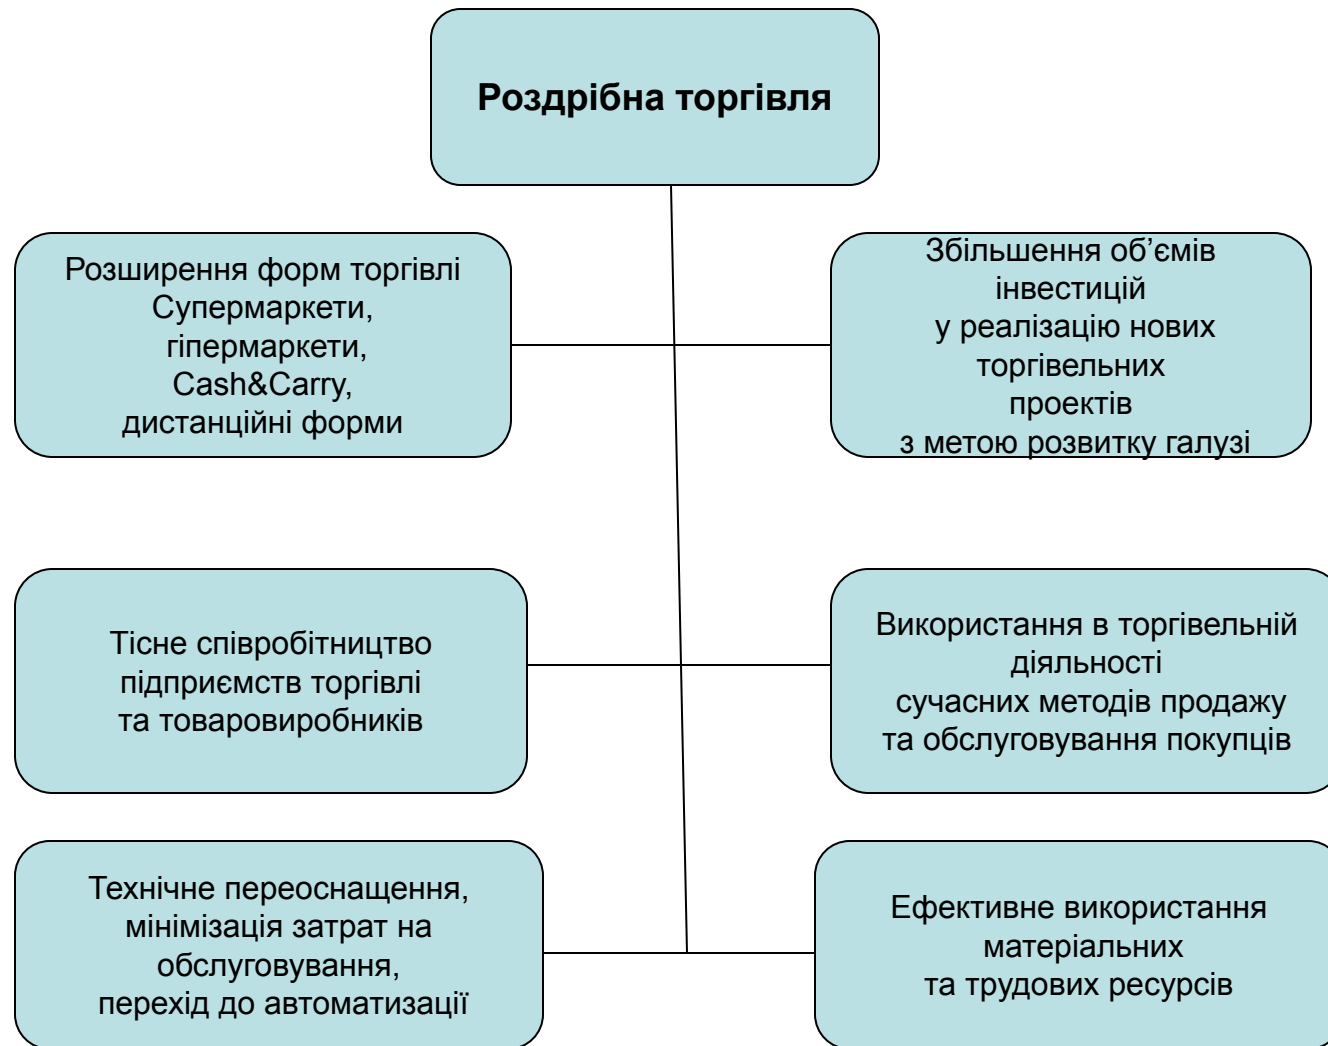 Роздрібна торгівля
Розширення форм торгівлі
Супермаркети,
гіпермаркети,
Cash&Carry,
дистанційні форми
Збільшення об’ємів
інвестицій
у реалізацію нових
торгівельних
проектів
з метою розвитку галузі
Тісне співробітництво
підприємств торгівлі
та товаровиробників
Використання в торгівельній
діяльності
сучасних методів продажу
та обслуговування покупців
Технічне переоснащення,
мінімізація затрат на
обслуговування,
перехід до автоматизації
Ефективне використання
матеріальних
та трудових ресурсів